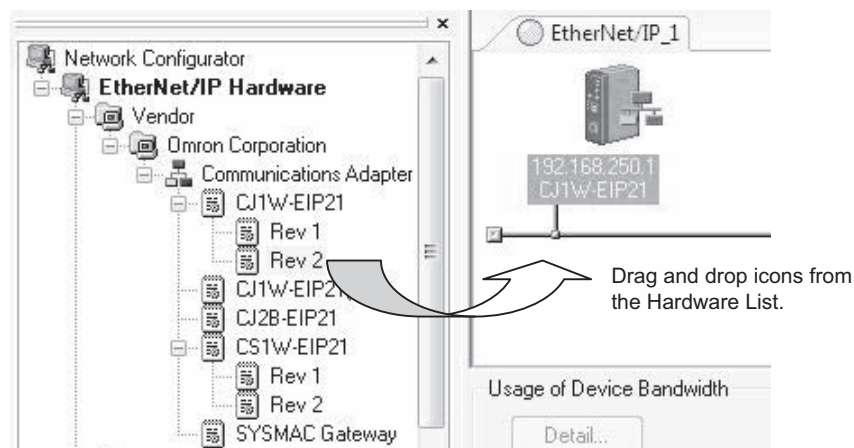 Network Configurator
EtherNet/IP Hardware
Vendor
Omron Corporation
Communications Adapter
CJ1W-EIP21
Rev 1
Rev 2
CJ1W-EIP21
CJ2B-EIP21
CS1W-EIP21
Rev 1
Rev 2
SYSMAC Gateway
EtherNet/IP_1
192.168.250.1
CJ1W-EIP21
Drag and drop icons from
the Hardware List.
Usage of Device Bandwidth
Detail...